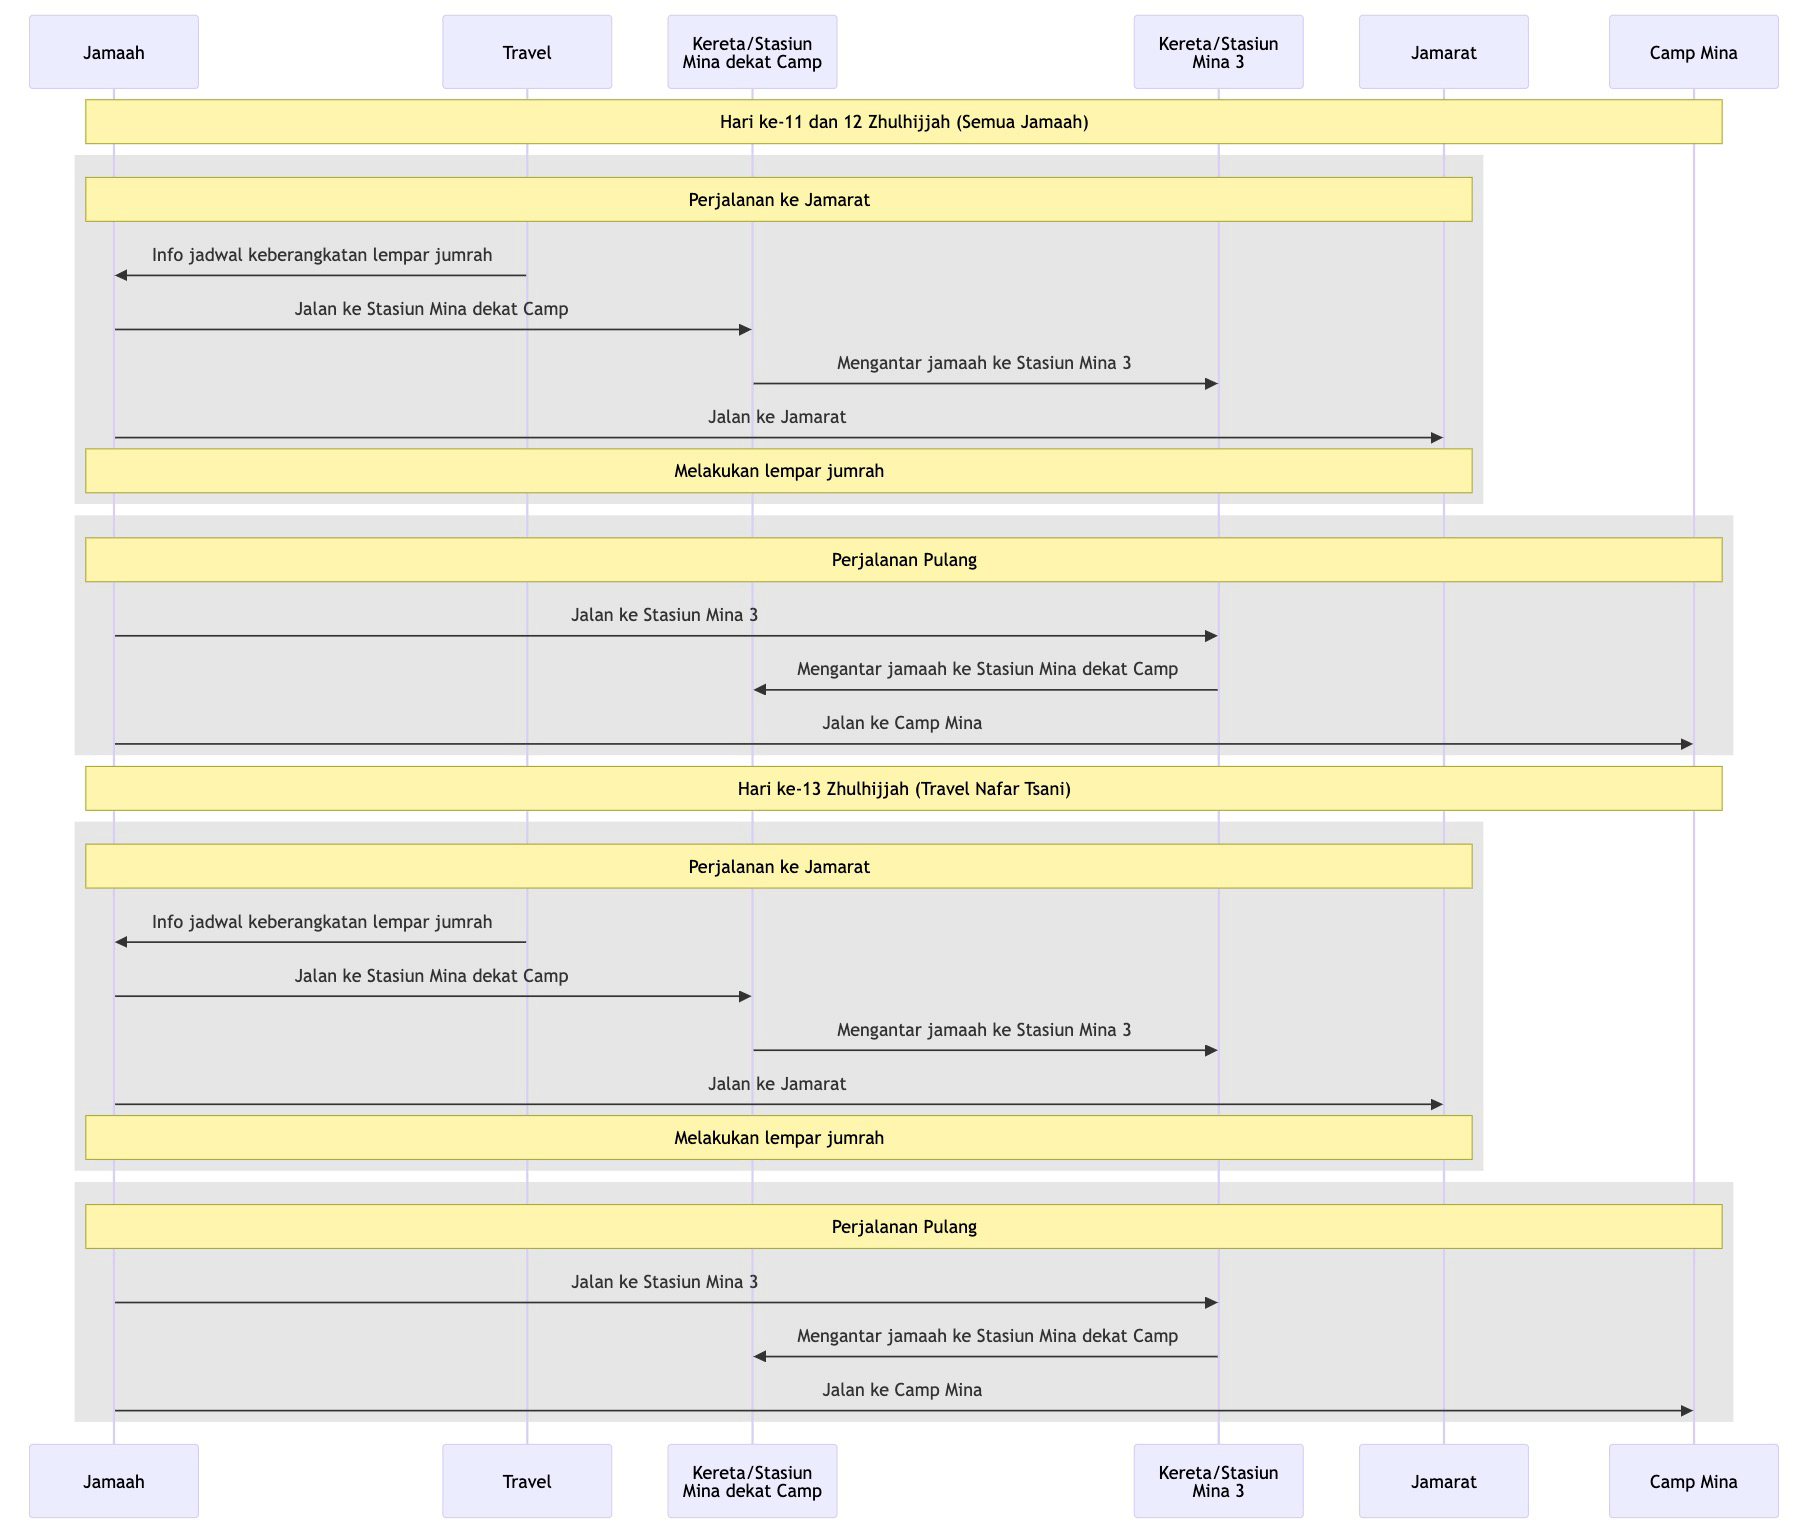 Jamaah
Travel
Kereta/Stasiun
Mina dekat Camp
Kereta/Stasiun
Mina 3
Jamarat
Camp Mina
Hari ke-11 dan 12 Zhulhijjah (Semua Jamaah)
Perjalanan ke Jamarat
Info jadwal keberangkatan lempar jumrah
Jalan ke Stasiun Mina dekat Camp
Mengantar jamaah ke Stasiun Mina 3
Jalan ke Jamarat
Melakukan lempar jumrah
Perjalanan Pulang
Jalan ke Stasiun Mina 3
Mengantar jamaah ke Stasiun Mina dekat Camp
Jalan ke Camp Mina
Hari ke-13 Zhulhijjah (Travel Nafar Tsani)
Perjalanan ke Jamarat
Info jadwal keberangkatan lempar jumrah
Jalan ke Stasiun Mina dekat Camp
Mengantar jamaah ke Stasiun Mina 3
Jalan ke Jamarat
Melakukan lempar jumrah
Perjalanan Pulang
Jalan ke Stasiun Mina 3
Mengantar jamaah ke Stasiun Mina dekat Camp
Jalan ke Camp Mina
Jamaah
Travel
Kereta/Stasiun
Mina dekat Camp
Kereta/Stasiun
Mina 3
Jamarat
Camp Mina